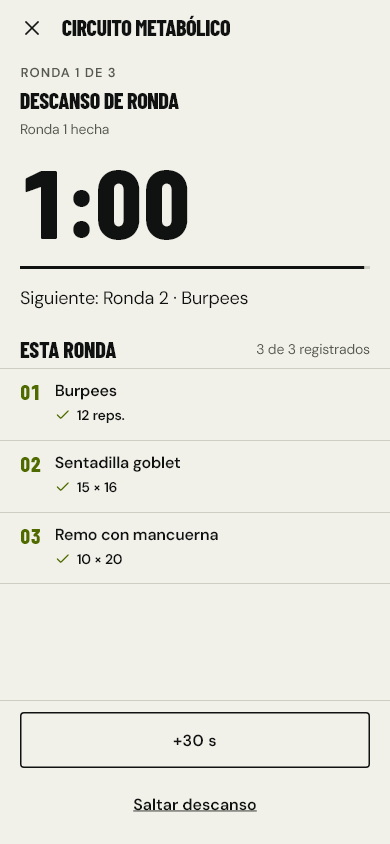 CIRCUITO METABÓLICO
RONDA 1 DE 3
DESCANSO DE RONDA
Ronda 1 hecha
1:00
Siguiente: Ronda 2 · Burpees
ESTA RONDA 3 de 3 registrados
01 Burpees
12 reps.
02 Sentadilla goblet
15 × 16
03 Remo con mancuerna
10 × 20
+30 s
Saltar descanso